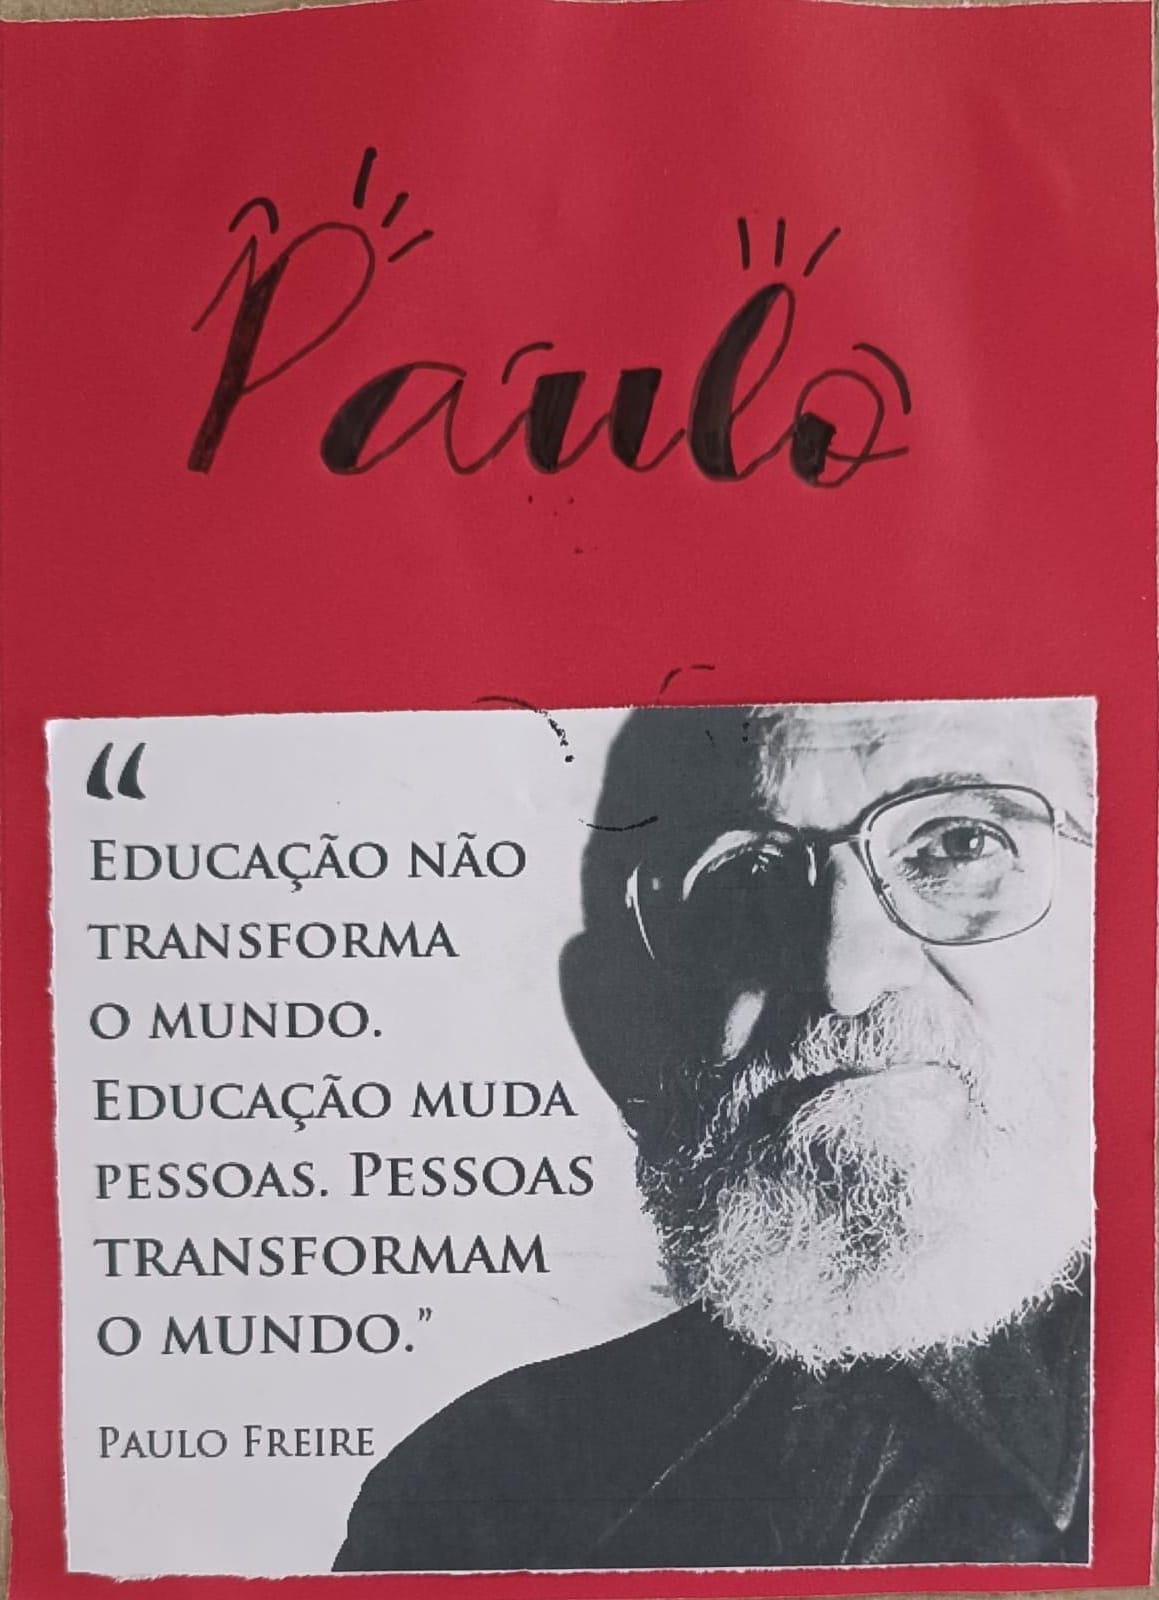 Paulo
“
EDUCAÇÃO NÃO
TRANSFORMA
O MUNDO.
EDUCAÇÃO MUDA
PESSOAS. PESSOAS
TRANSFORMAM
O MUNDO.”
PAULO FREIRE